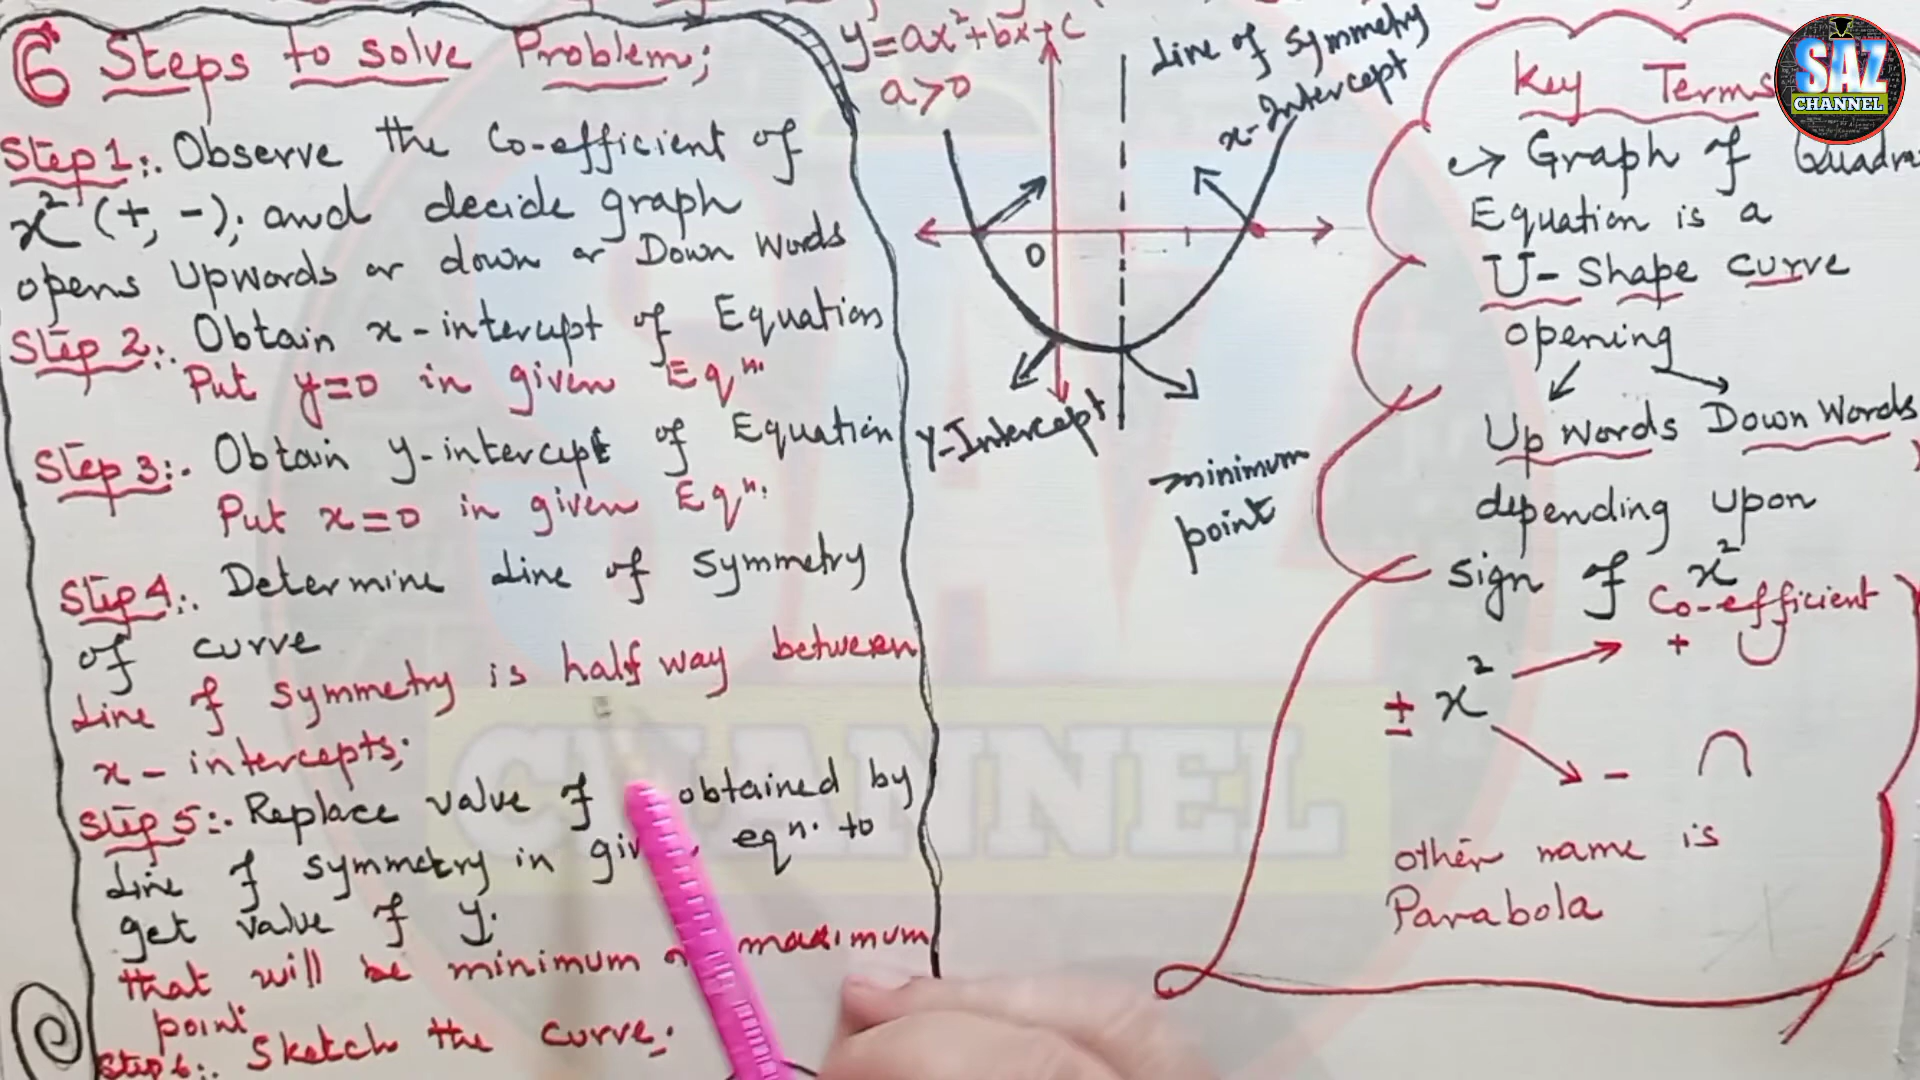 6 Steps to solve Problem;
Step 1:. Observe the Co-efficient of
x² (+, -); and decide graph
opens Upwords or down or Down Words
Step 2:. Obtain x-intercept of Equation
Put y=0 in given Eqⁿ.
Step 3:. Obtain y-intercept of Equation
Put x=0 in given Eqⁿ.
Step 4:. Determine Line of symmetry
of curve
Line of symmetry is half way between
x-intercepts;
Step 5:. Replace value of obtained by
Line of symmetry in eqⁿ. to
get value of y.
that will be minimum maximum
point
Step 6:. Sketch the curve.
y=ax²+bx+c
a>0
Line of symmetry
x-Intercept
0
Y-Intercept
minimum
point
Key Terms
Graph of
Equation is a
U-Shape curve
opening
Up Words Down Words
depending upon
sign of x²
Co-efficient
+
± x²
-
other name is
Parabola
SAZ
CHANNEL
SAZ
CHANNEL